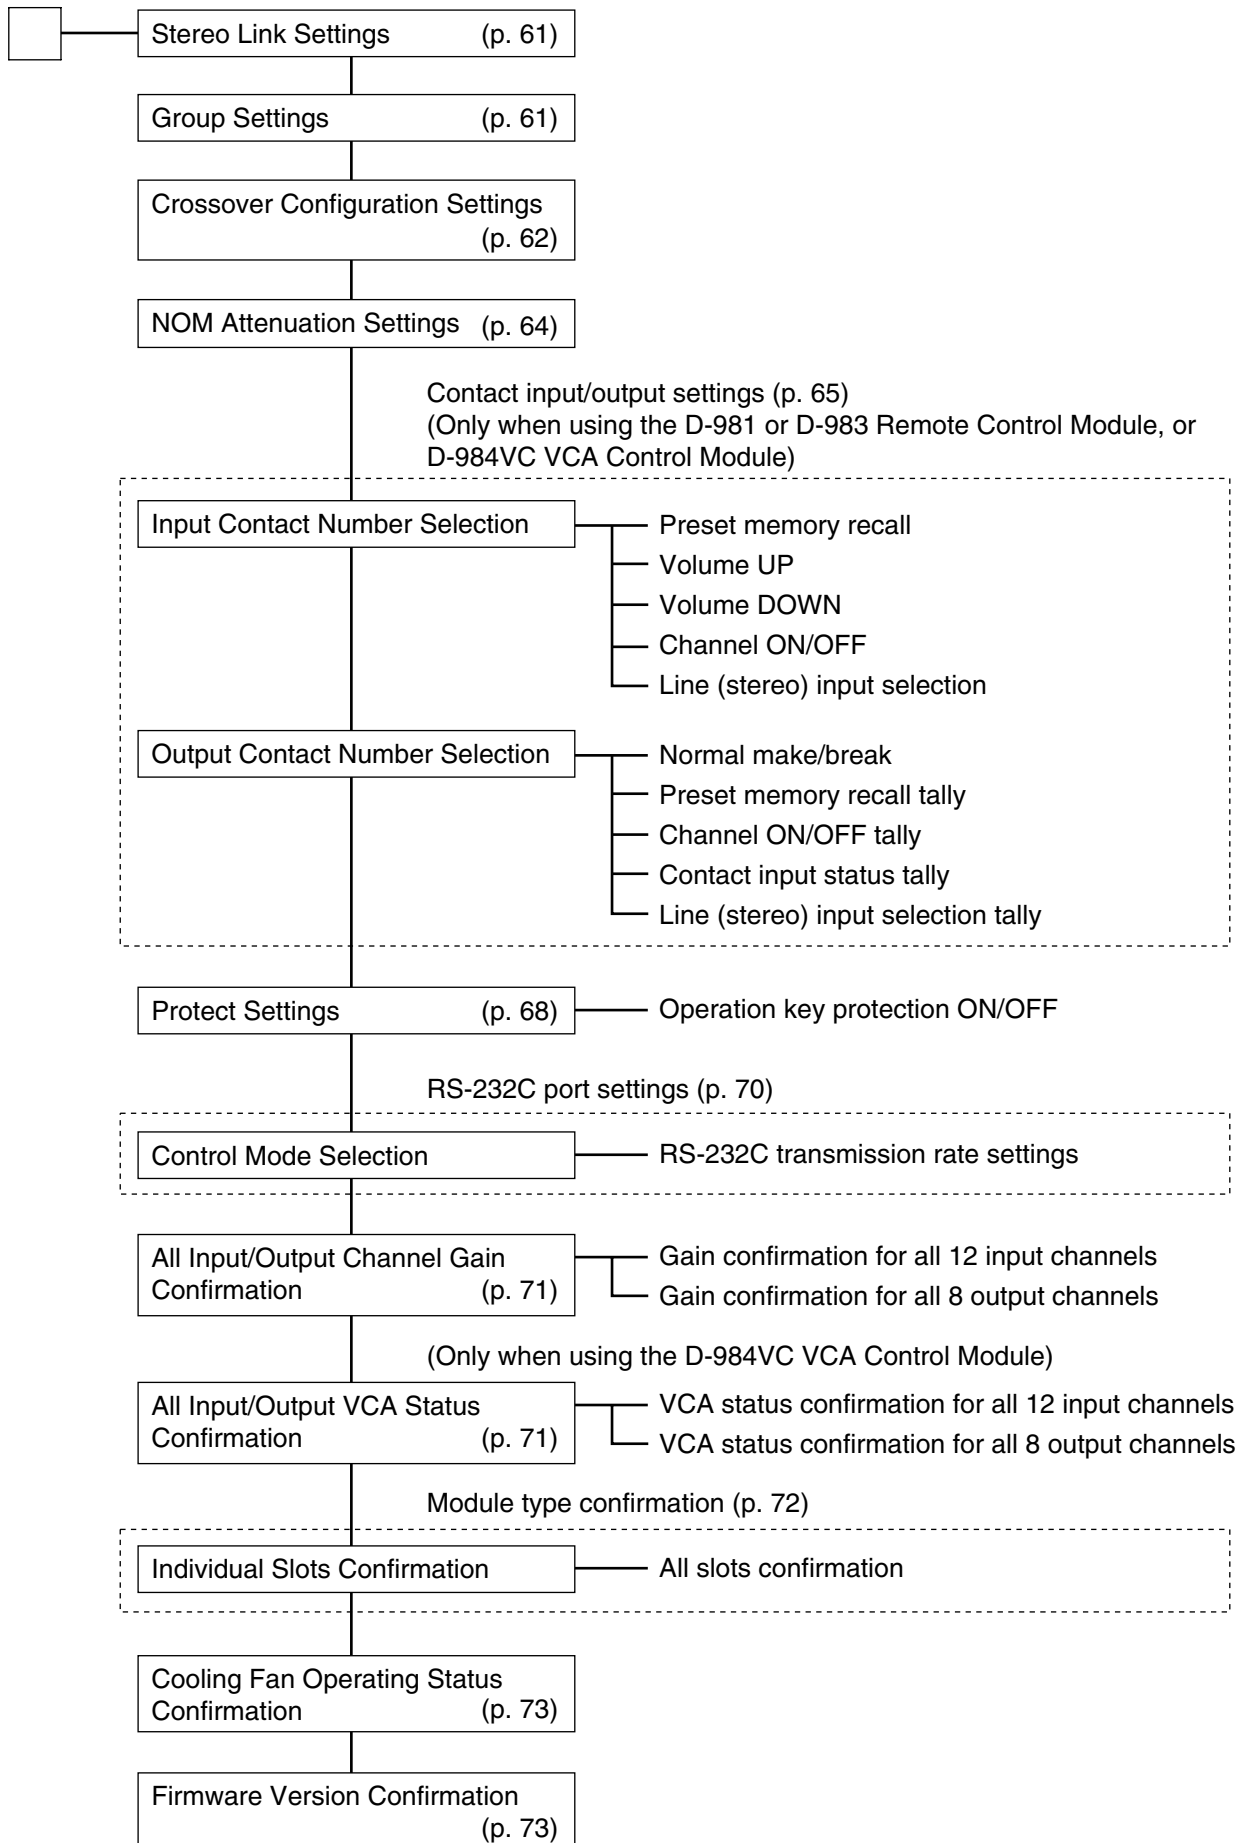 Stereo Link Settings (p. 61)
Group Settings (p. 61)
Crossover Configuration Settings
(p. 62)
NOM Attenuation Settings (p. 64)
Contact input/output settings (p. 65)
(Only when using the D-981 or D-983 Remote Control Module, or
D-984VC VCA Control Module)
Input Contact Number Selection
Preset memory recall
Volume UP
Volume DOWN
Channel ON/OFF
Line (stereo) input selection
Output Contact Number Selection
Normal make/break
Preset memory recall tally
Channel ON/OFF tally
Contact input status tally
Line (stereo) input selection tally
Protect Settings (p. 68)
Operation key protection ON/OFF
RS-232C port settings (p. 70)
Control Mode Selection
RS-232C transmission rate settings
All Input/Output Channel Gain
Confirmation (p. 71)
Gain confirmation for all 12 input channels
Gain confirmation for all 8 output channels
(Only when using the D-984VC VCA Control Module)
All Input/Output VCA Status
Confirmation (p. 71)
VCA status confirmation for all 12 input channels
VCA status confirmation for all 8 output channels
Module type confirmation (p. 72)
Individual Slots Confirmation
All slots confirmation
Cooling Fan Operating Status
Confirmation (p. 73)
Firmware Version Confirmation
(p. 73)